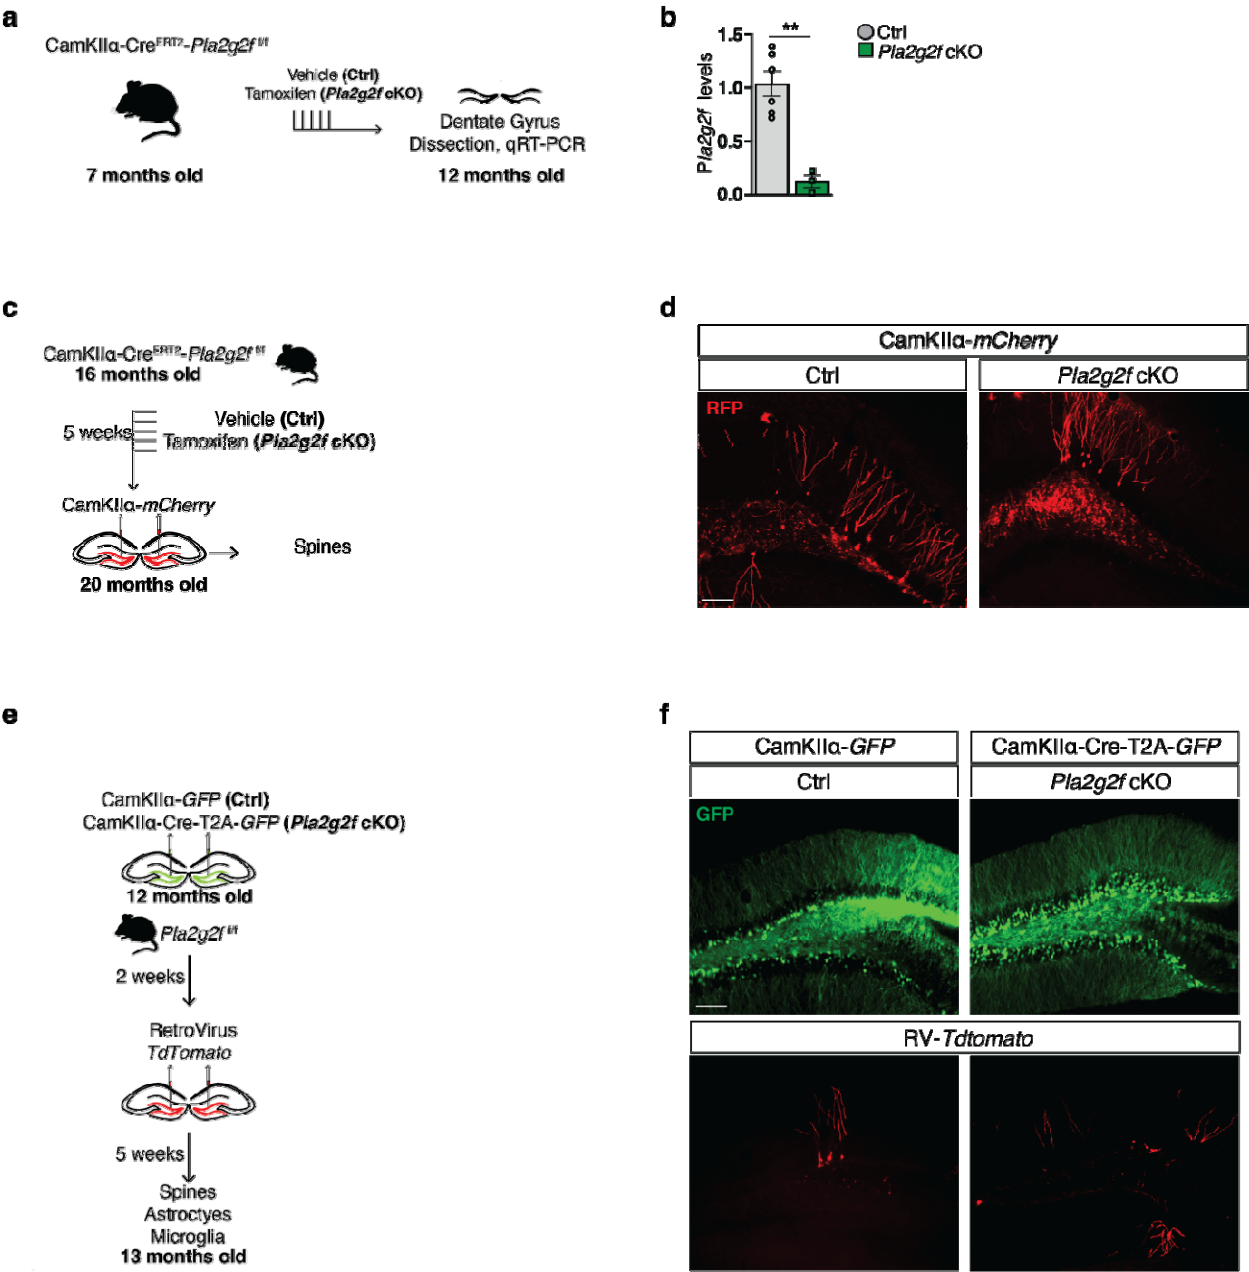 a
CamKIIα-CreERT2-Pla2g2f f/f
Vehicle (Ctrl)
Tamoxifen (Pla2g2f cKO)
7 months old
Dentate Gyrus
Dissection, qRT-PCR
12 months old
b
Pla2g2f levels
1.5
1.0
0.5
0.0
**
Ctrl
Pla2g2f cKO
c
CamKIIα-CreERT2-Pla2g2f f/f
16 months old
5 weeks
Vehicle (Ctrl)
Tamoxifen (Pla2g2f cKO)
CamKIIα-mCherry
Spines
20 months old
d
CamKIIα-mCherry
Ctrl
Pla2g2f cKO
RFP
e
CamKIIα-GFP (Ctrl)
CamKIIα-Cre-T2A-GFP (Pla2g2f cKO)
12 months old
Pla2g2f f/f
2 weeks
RetroVirus
TdTomato
5 weeks
Spines
Astroctyes
Microglia
13 months old
f
CamKIIα-GFP
CamKIIα-Cre-T2A-GFP
Ctrl
Pla2g2f cKO
GFP
RV-Tdtomato